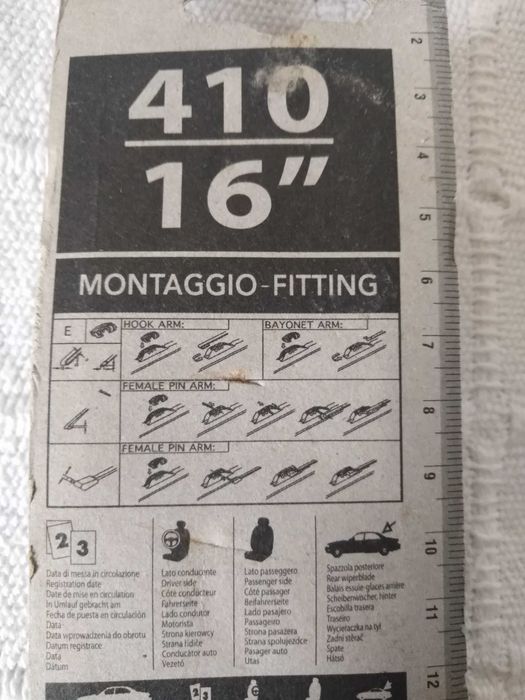 410
16”
MONTAGGIO-FITTING
E
HOOK ARM:
BAYONET ARM:
FEMALE PIN ARM:
FEMALE PIN ARM:
2 3
Data di messa in circolazione
Registration date
Date de mise en circulation
In Umlauf gebracht am
Fecha de puesta en circulación
Data
Data wprowadzenia do obrotu
Datum registrace
Data
Dátum
Lato conducente
Driver side
Côté conducteur
Fahrerseite
Lado condutor
Motorista
Strona kierowcy
Strana řidiče
Conducător auto
Vezető
Lato passeggero
Passenger side
Côté passager
Beifahrerseite
Lado pasajero
Passageiro
Strona pasażera
Strana spolujezdce
Pasager auto
Utas
Spazzola posteriore
Rear wiperblade
Balais essuie-glaces arrière
Scheibenwischer, hinter
Escobilla trasera
Traseiro
Wycieraczka na tył
Zadní stěrač
Spate
Hátsó
2
3
4
5
6
7
8
9
10
11
12
2 3